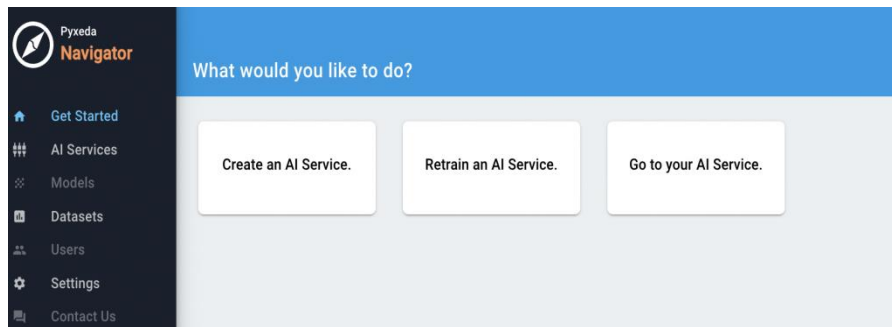 Pyxeda
Navigator
Get Started
AI Services
Models
Datasets
Users
Settings
Contact Us
What would you like to do?
Create an AI Service.
Retrain an AI Service.
Go to your AI Service.